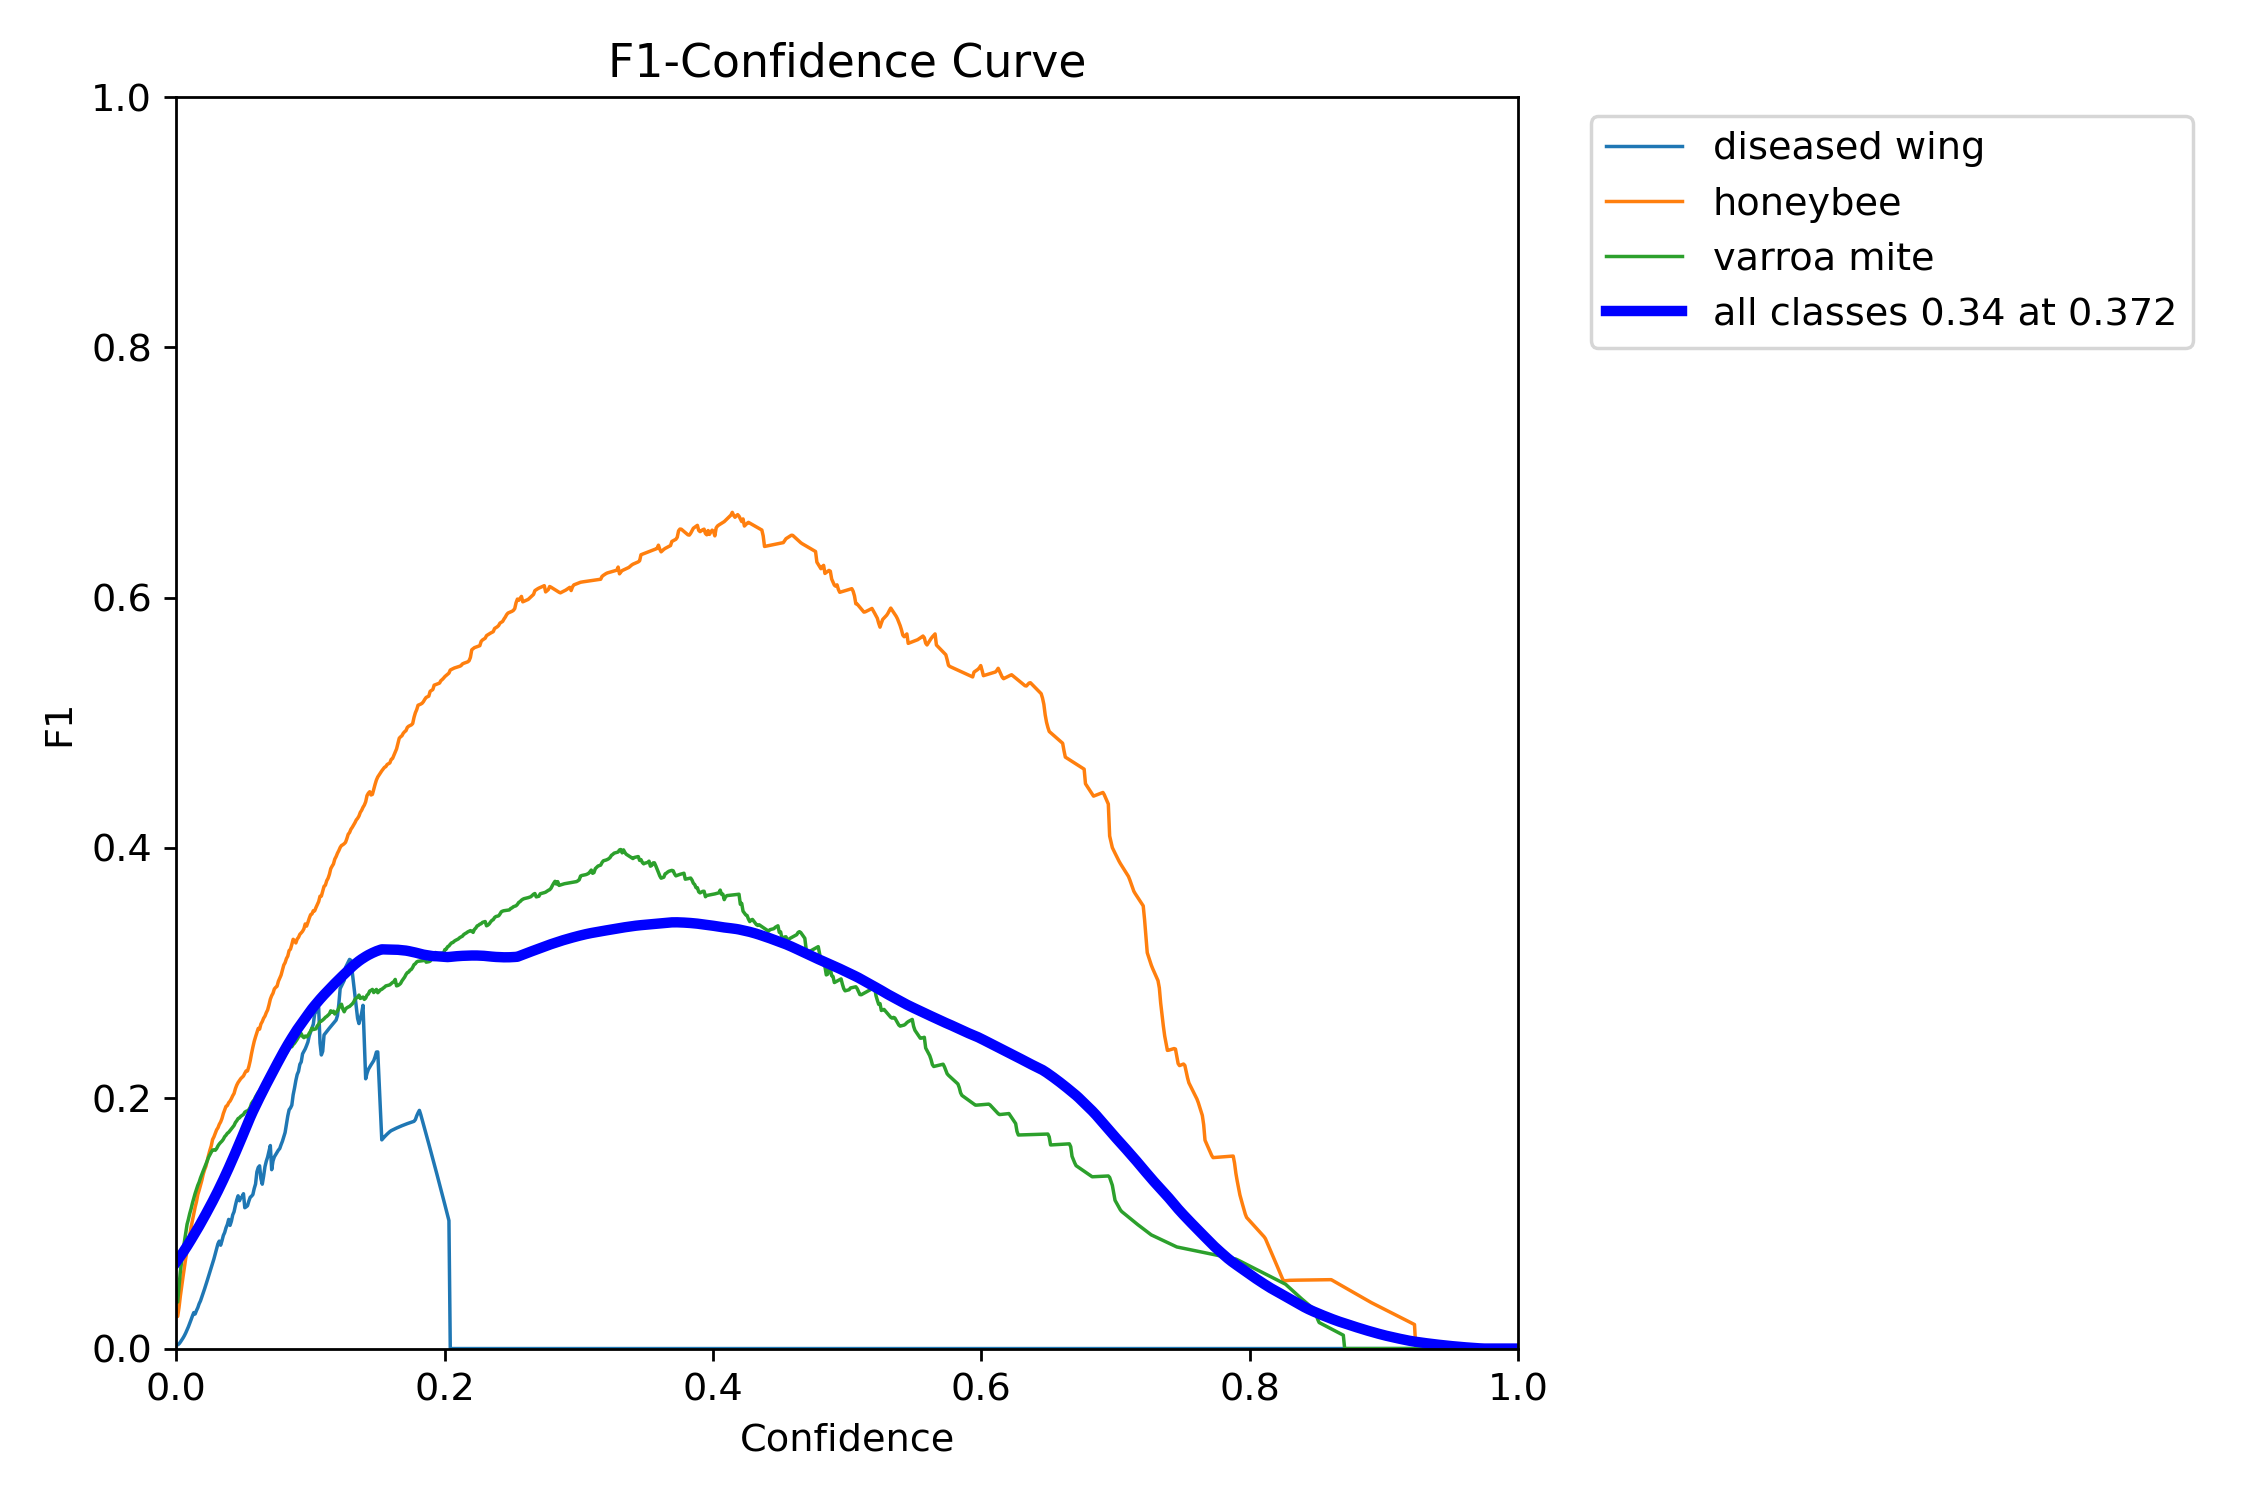 F1-Confidence Curve
1.0
0.8
0.6
0.4
0.2
0.0
F1
0.0 0.2 0.4 0.6 0.8 1.0
Confidence
diseased wing
honeybee
varroa mite
all classes 0.34 at 0.372